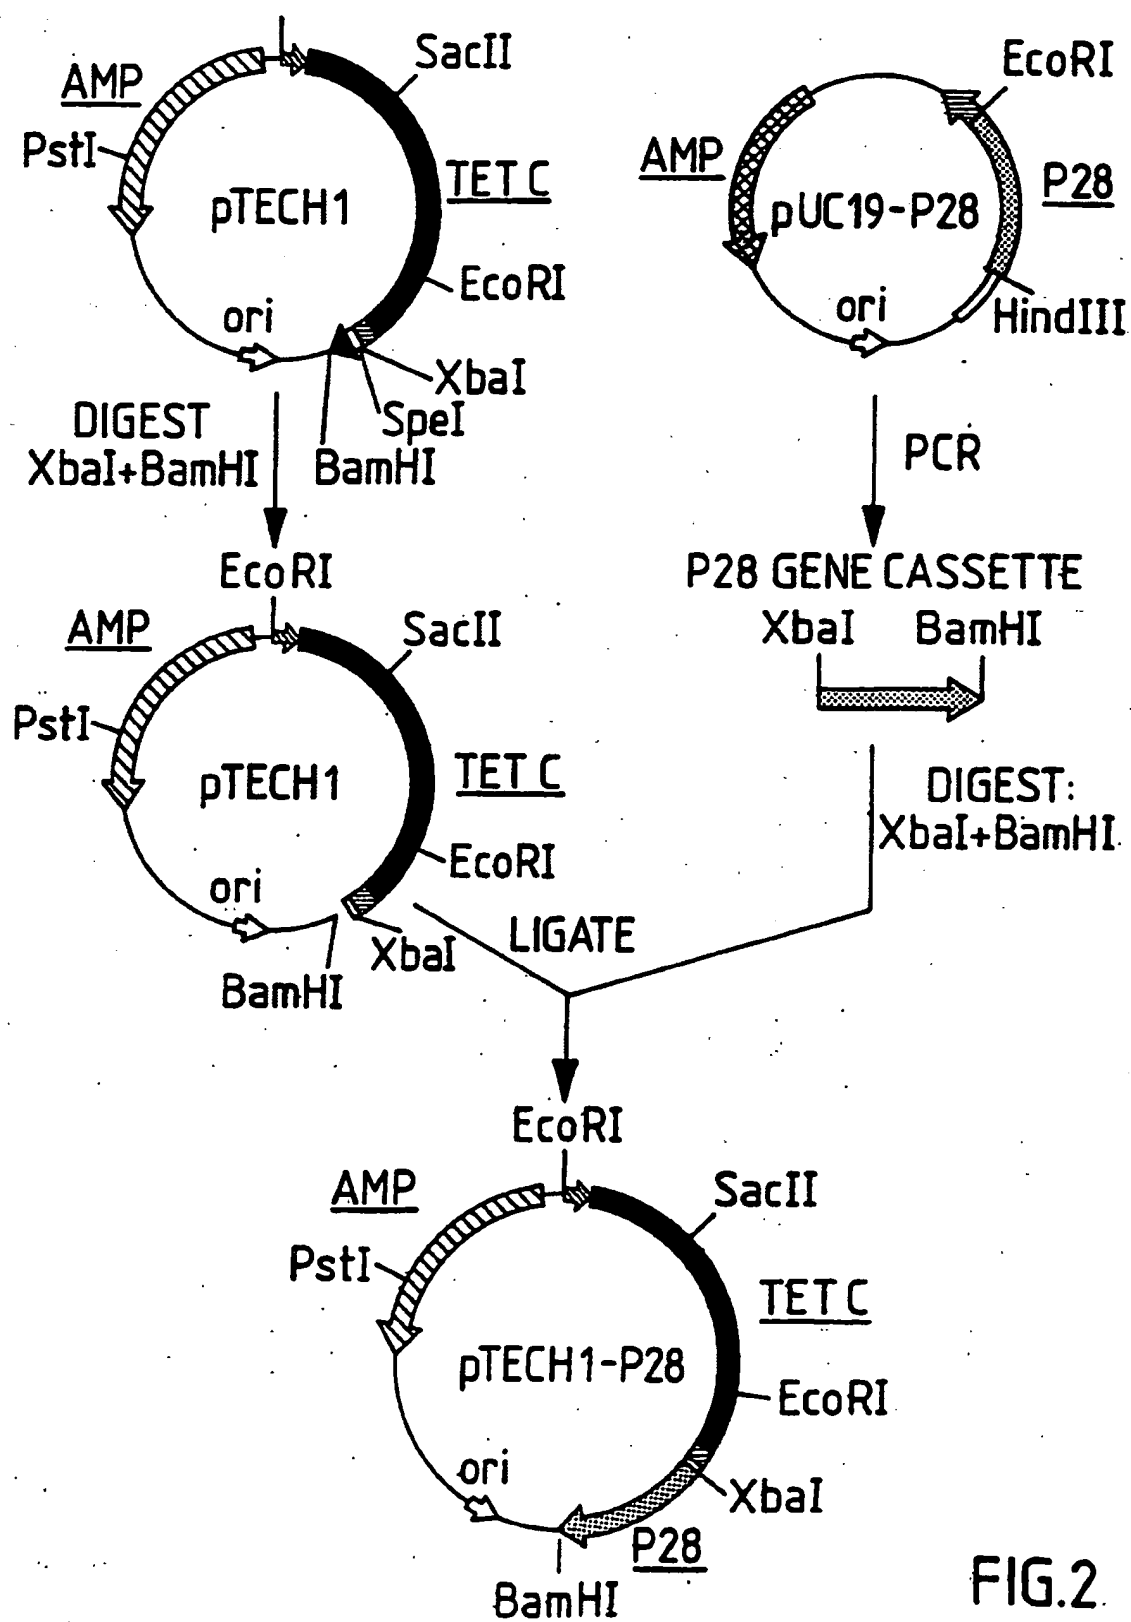 SacII
AMP
PstI
pTECH1
TET C
EcoRI
ori
XbaI
SpeI
BamHI
DIGEST
XbaI+BamHI
EcoRI
AMP
pUC19-P28
P28
ori
HindIII
PCR
P28 GENE CASSETTE
XbaI BamHI
DIGEST:
XbaI+BamHI
EcoRI
AMP
SacII
PstI
pTECH1
TET C
EcoRI
ori
XbaI
BamHI
LIGATE
EcoRI
AMP
SacII
PstI
TET C
pTECH1-P28
EcoRI
ori
XbaI
P28
BamHI
FIG.2